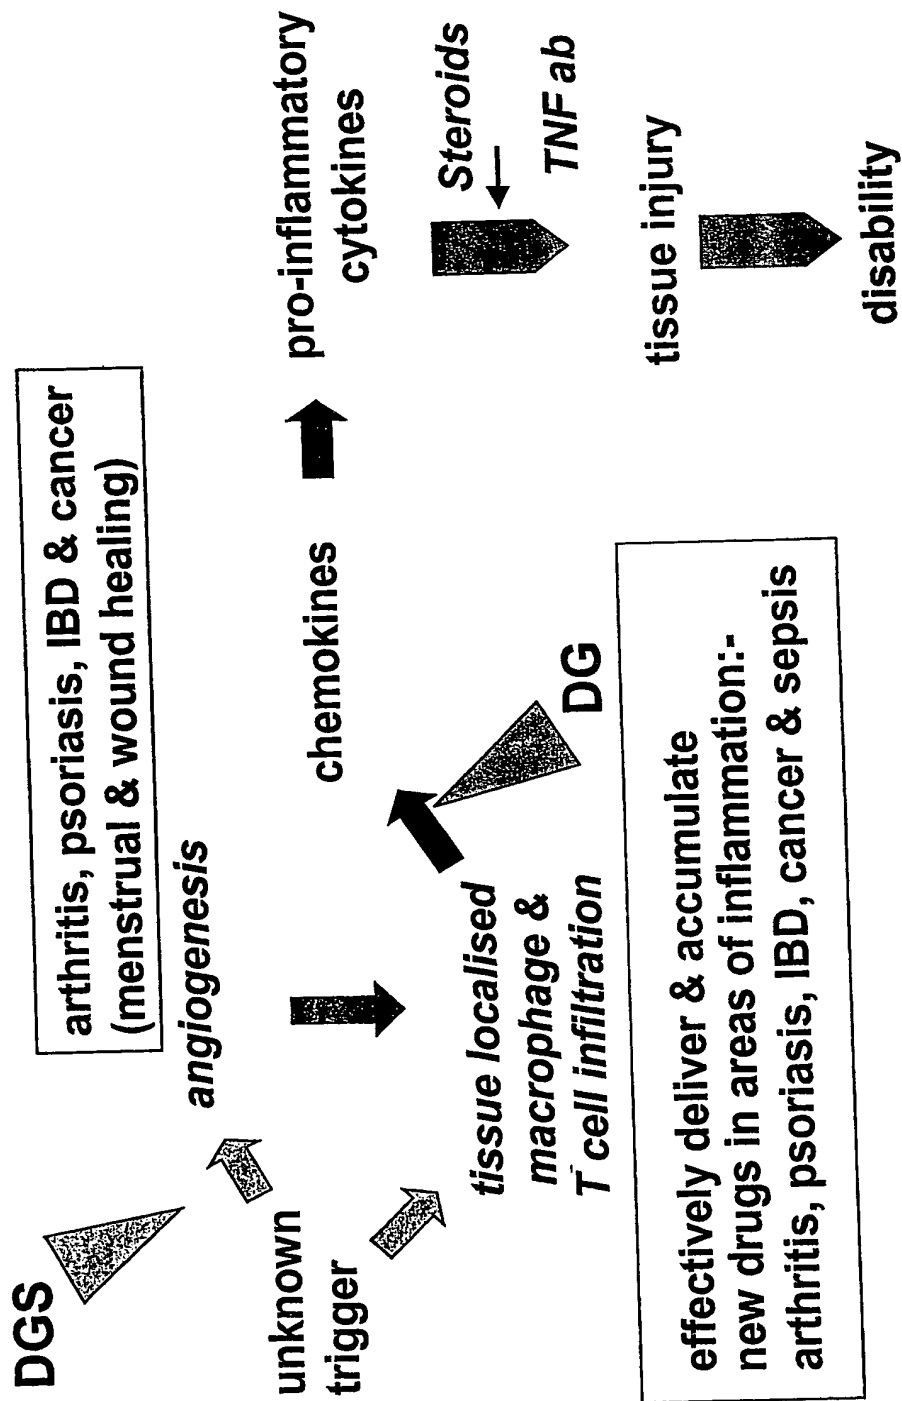 DGS
arthritis, psoriasis, IBD & cancer
(menstrual & wound healing)
angiogenesis
unknown
trigger
chemokines
pro-inflammatory
cytokines
Steroids
TNF ab
tissue localised
macrophage &
T cell infiltration
DG
tissue injury
disability
effectively deliver & accumulate
new drugs in areas of inflammation:-
arthritis, psoriasis, IBD, cancer & sepsis